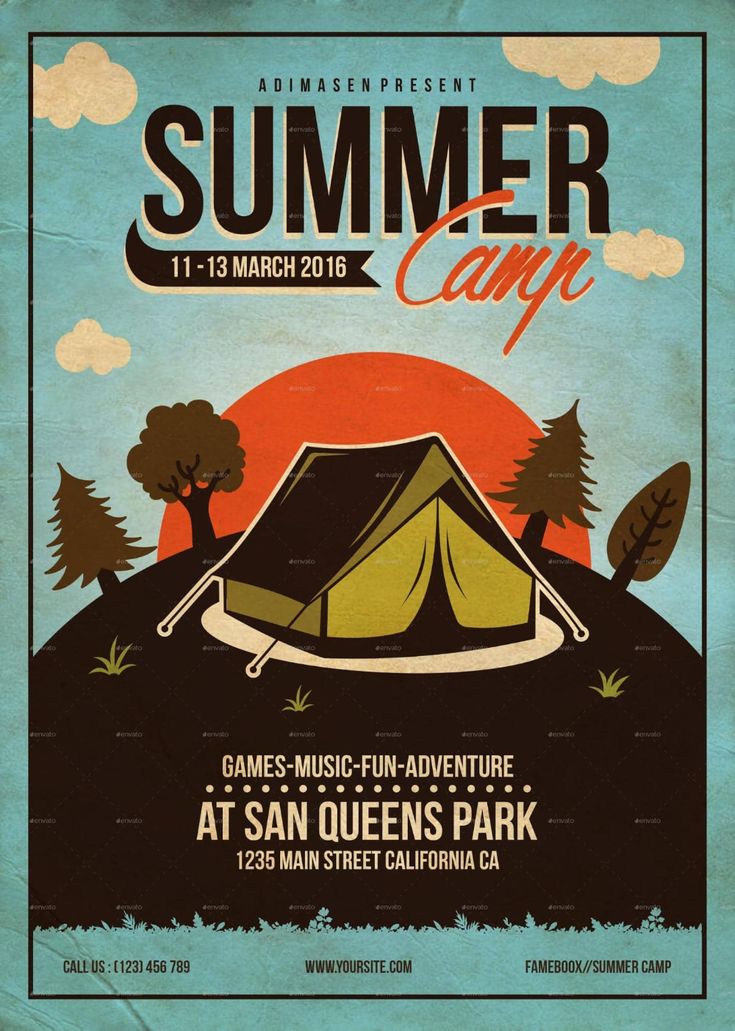 ADIMASEN PRESENT
SUMMER
Camp
11 - 13 MARCH 2016
GAMES-MUSIC-FUN-ADVENTURE
AT SAN QUEENS PARK
1235 MAIN STREET CALIFORNIA CA
CALL US : (123) 456 789
WWW.YOURSITE.COM
FAMEBOOX//SUMMER CAMP
envato